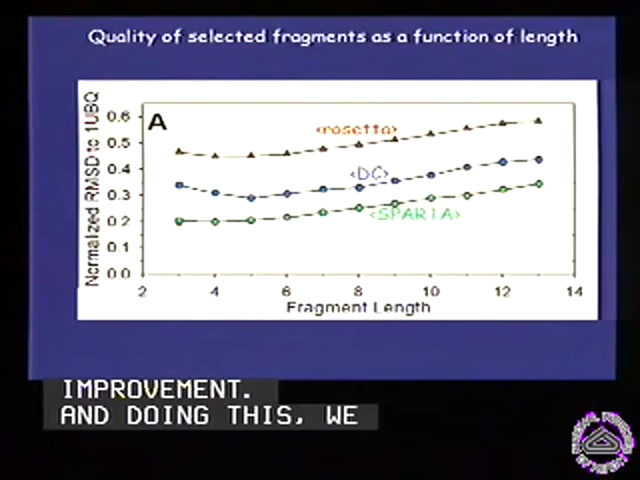 Quality of selected fragments as a function of length
A
Normalized RMSD to 1UBQ
0.6
0.5
0.4
0.3
0.2
0.1
0.0
<rosetta>
<DC>
<SPARTA>
2 4 6 8 10 12 14
Fragment Length
IMPROVEMENT.
AND DOING THIS, WE